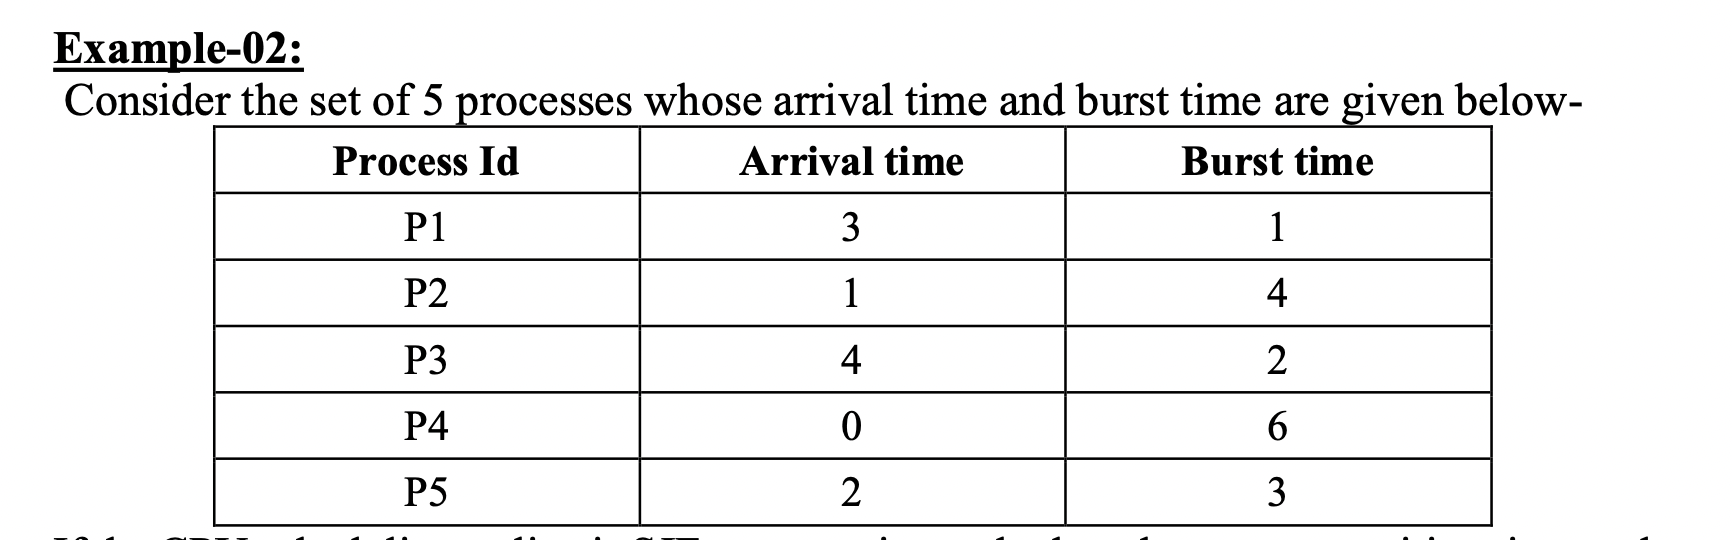 Example-02:
Consider the set of 5 processes whose arrival time and burst time are given below-
Process Id Arrival time Burst time
P1 3 1
P2 1 4
P3 4 2
P4 0 6
P5 2 3